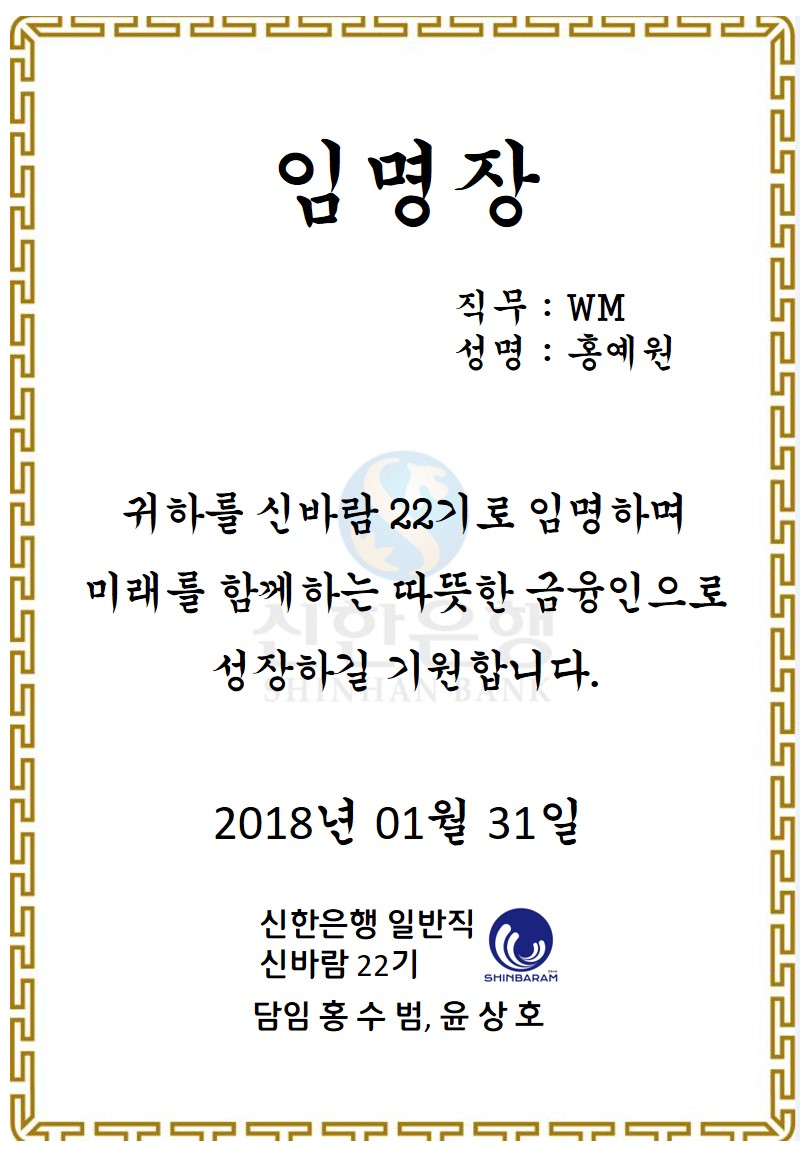 임명장
직무 : WM
성명 : 홍예원
귀하를 신바람 22기로 임명하며
미래를 함께하는 따뜻한 금융인으로
신한은행
성장하길 기원합니다.
SHINHAN BANK
2018년 01월 31일
신한은행 일반직
신바람 22기
SHINBARAM
담임 홍 수 범, 윤 상 호